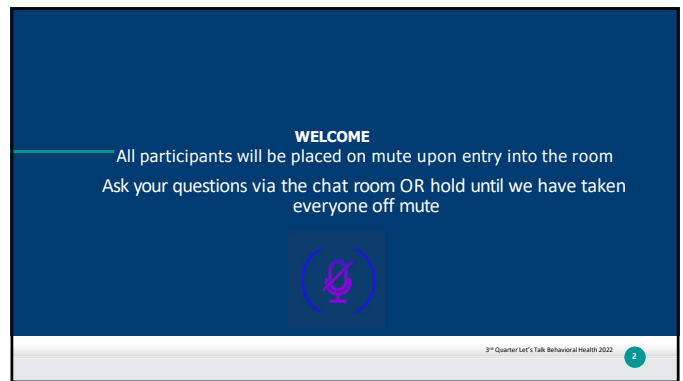 WELCOME
All participants will be placed on mute upon entry into the room
Ask your questions via the chat room OR hold until we have taken
everyone off mute
3rd Quarter Let's Talk Behavioral Health 2022
2